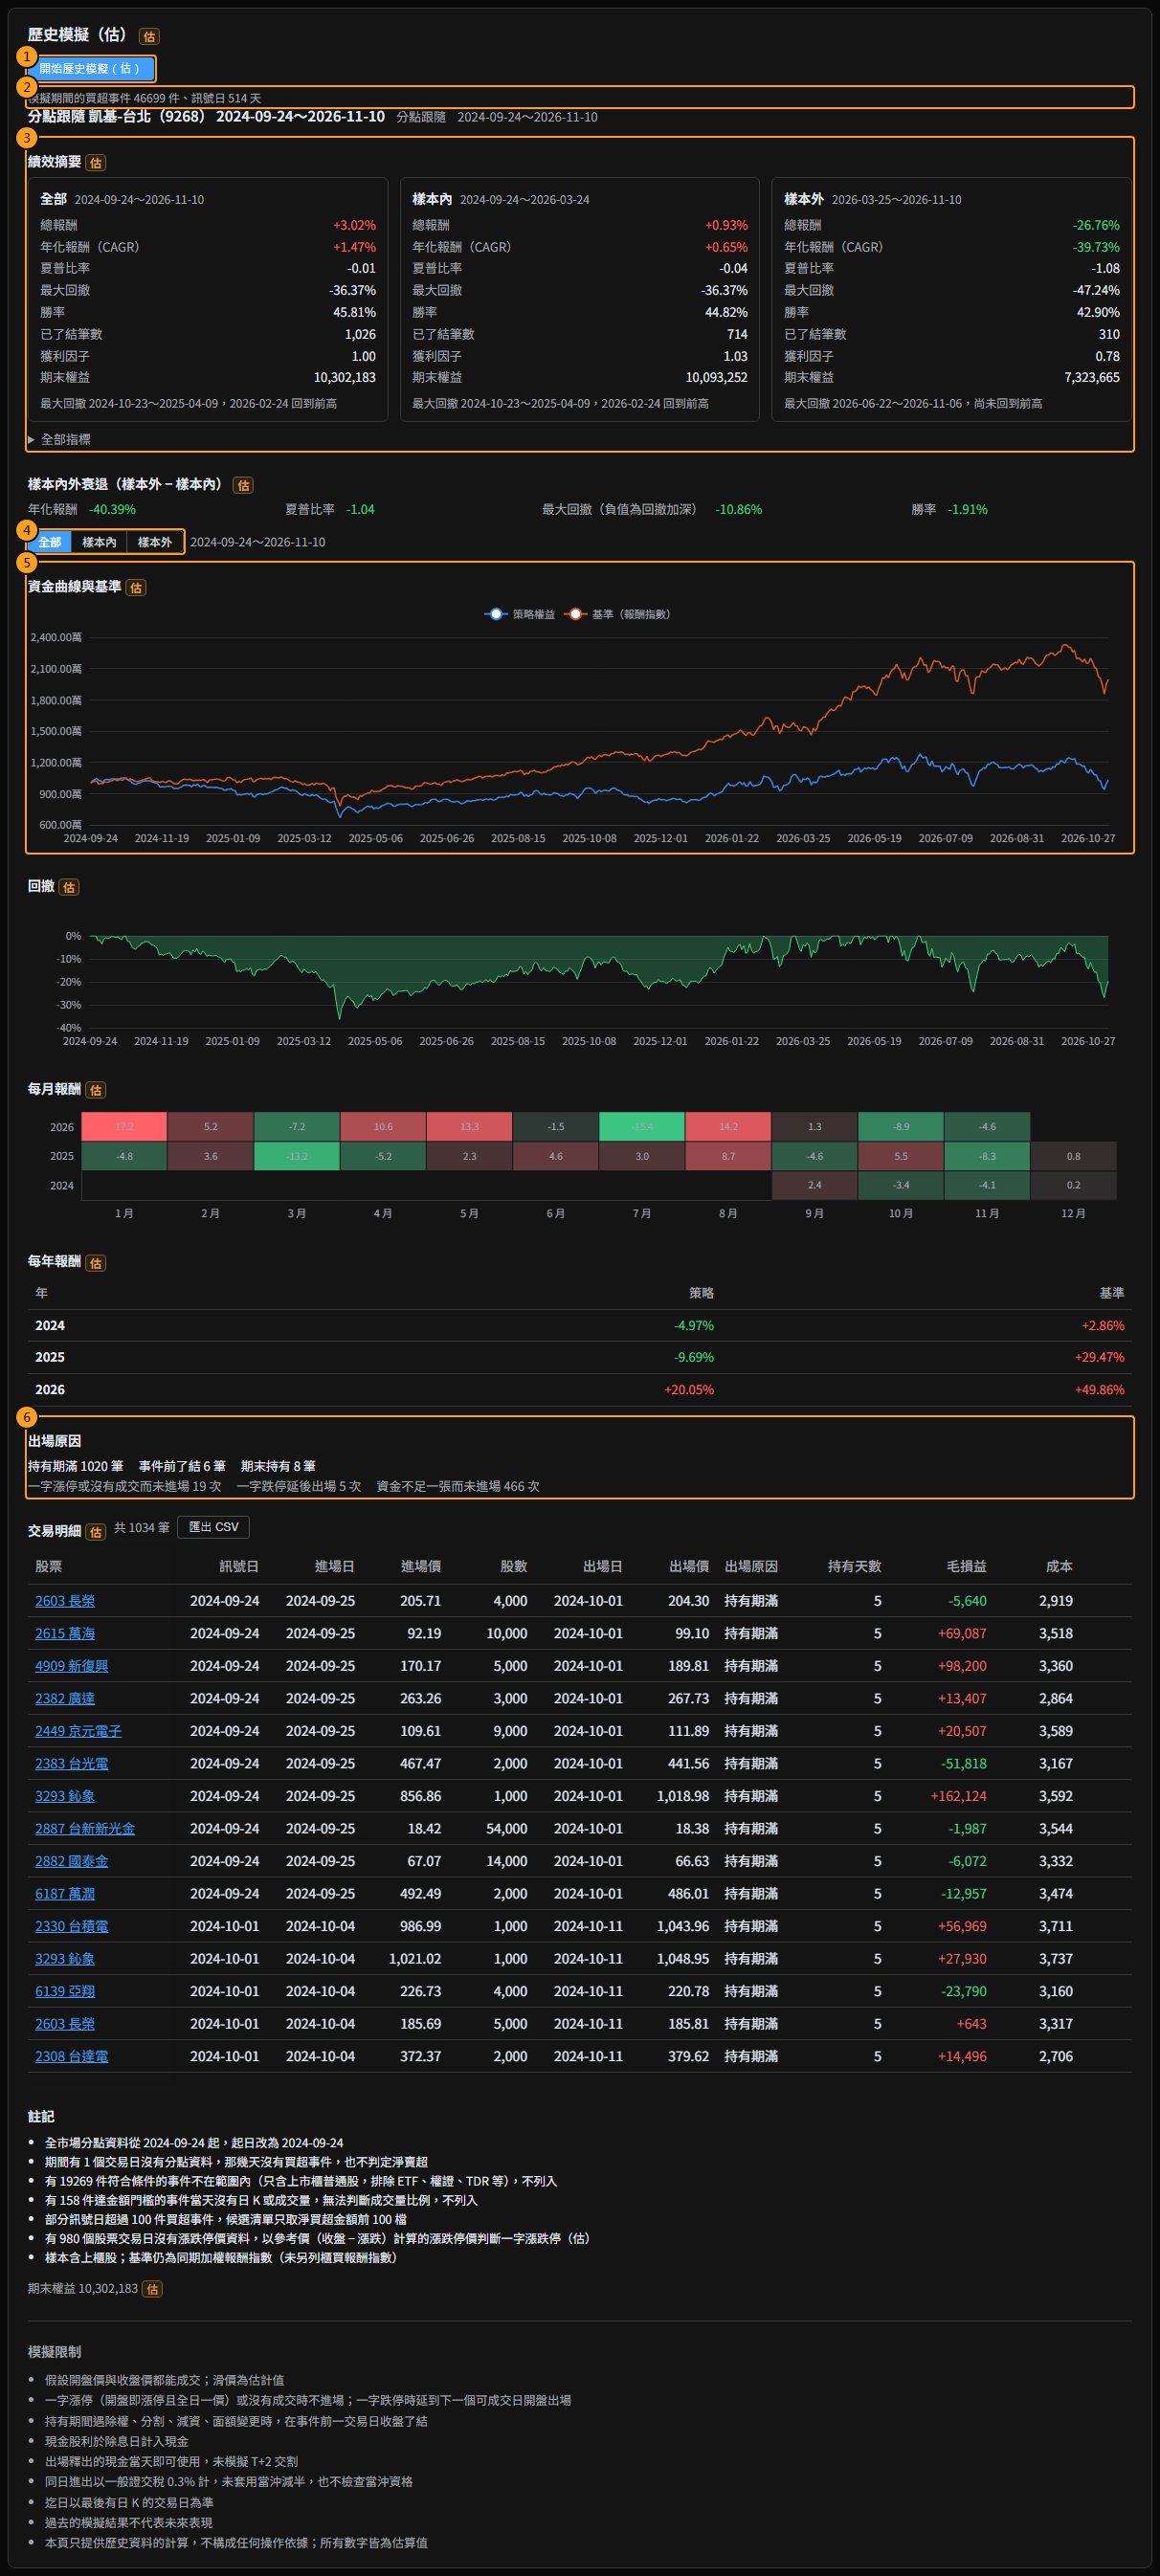 歷史模擬（估） 估
1
開始歷史模擬（估）
2
模擬期間的買超事件 46699 件、訊號日 514 天
分點跟隨 凱基-台北（9268） 2024-09-24～2026-11-10 分點跟隨 2024-09-24～2026-11-10
3
績效摘要 估
全部 2024-09-24～2026-11-10
總報酬 +3.02%
年化報酬（CAGR） +1.47%
夏普比率 -0.01
最大回撤 -36.37%
勝率 45.81%
已了結筆數 1,026
獲利因子 1.00
期末權益 10,302,183
最大回撤 2024-10-23～2025-04-09，2026-02-24 回到前高
樣本內 2024-09-24～2026-03-24
總報酬 +0.93%
年化報酬（CAGR） +0.65%
夏普比率 -0.04
最大回撤 -36.37%
勝率 44.82%
已了結筆數 714
獲利因子 1.03
期末權益 10,093,252
最大回撤 2024-10-23～2025-04-09，2026-02-24 回到前高
樣本外 2026-03-25～2026-11-10
總報酬 -26.76%
年化報酬（CAGR） -39.73%
夏普比率 -1.08
最大回撤 -47.24%
勝率 42.90%
已了結筆數 310
獲利因子 0.78
期末權益 7,323,665
最大回撤 2026-06-22～2026-11-06，尚未回到前高
▶ 全部指標
樣本內外衰退（樣本外 − 樣本內） 估
年化報酬 -40.39% 夏普比率 -1.04 最大回撤（負值為回撤加深） -10.86% 勝率 -1.91%
4
全部 樣本內 樣本外 2024-09-24～2026-11-10
5
資金曲線與基準 估
策略權益 基準（報酬指數）
2,400.00萬
2,100.00萬
1,800.00萬
1,500.00萬
1,200.00萬
900.00萬
600.00萬
2024-09-24 2024-11-19 2025-01-09 2025-03-12 2025-05-06 2025-06-26 2025-08-15 2025-10-08 2025-12-01 2026-01-22 2026-03-25 2026-05-19 2026-07-09 2026-08-31 2026-10-27
回撤 估
0%
-10%
-20%
-30%
-40%
2024-09-24 2024-11-19 2025-01-09 2025-03-12 2025-05-06 2025-06-26 2025-08-15 2025-10-08 2025-12-01 2026-01-22 2026-03-25 2026-05-19 2026-07-09 2026-08-31 2026-10-27
每月報酬 估
2026 17.2 5.2 -7.2 10.6 13.3 -1.5 -15.4 14.2 1.3 -8.9 -4.6
2025 -4.8 3.6 -13.2 -5.2 2.3 4.6 3.0 8.7 -4.6 5.5 -8.3 0.8
2024 2.4 -3.4 -4.1 0.2
1月 2月 3月 4月 5月 6月 7月 8月 9月 10月 11月 12月
每年報酬 估
年 策略 基準
2024 -4.97% +2.86%
2025 -9.69% +29.47%
2026 +20.05% +49.86%
6
出場原因
持有期滿 1020 筆 事件前了結 6 筆 期末持有 8 筆
一字漲停或沒有成交而未進場 19 次 一字跌停延後出場 5 次 資金不足一張而未進場 466 次
交易明細 估 共 1034 筆 匯出 CSV
股票 訊號日 進場日 進場價 股數 出場日 出場價 出場原因 持有天數 毛損益 成本
2603 長榮 2024-09-24 2024-09-25 205.71 4,000 2024-10-01 204.30 持有期滿 5 -5,640 2,919
2615 萬海 2024-09-24 2024-09-25 92.19 10,000 2024-10-01 99.10 持有期滿 5 +69,087 3,518
4909 新復興 2024-09-24 2024-09-25 170.17 5,000 2024-10-01 189.81 持有期滿 5 +98,200 3,360
2382 廣達 2024-09-24 2024-09-25 263.26 3,000 2024-10-01 267.73 持有期滿 5 +13,407 2,864
2449 京元電子 2024-09-24 2024-09-25 109.61 9,000 2024-10-01 111.89 持有期滿 5 +20,507 3,589
2383 台光電 2024-09-24 2024-09-25 467.47 2,000 2024-10-01 441.56 持有期滿 5 -51,818 3,167
3293 鈊象 2024-09-24 2024-09-25 856.86 1,000 2024-10-01 1,018.98 持有期滿 5 +162,124 3,592
2887 台新新光金 2024-09-24 2024-09-25 18.42 54,000 2024-10-01 18.38 持有期滿 5 -1,987 3,544
2882 國泰金 2024-09-24 2024-09-25 67.07 14,000 2024-10-01 66.63 持有期滿 5 -6,072 3,332
6187 萬潤 2024-09-24 2024-09-25 492.49 2,000 2024-10-01 486.01 持有期滿 5 -12,957 3,474
2330 台積電 2024-10-01 2024-10-04 986.99 1,000 2024-10-11 1,043.96 持有期滿 5 +56,969 3,711
3293 鈊象 2024-10-01 2024-10-04 1,021.02 1,000 2024-10-11 1,048.95 持有期滿 5 +27,930 3,737
6139 亞翔 2024-10-01 2024-10-04 226.73 4,000 2024-10-11 220.78 持有期滿 5 -23,790 3,160
2603 長榮 2024-10-01 2024-10-04 185.69 5,000 2024-10-11 185.81 持有期滿 5 +643 3,317
2308 台達電 2024-10-01 2024-10-04 372.37 2,000 2024-10-11 379.62 持有期滿 5 +14,496 2,706
註記
• 全市場分點資料從 2024-09-24 起，起日改為 2024-09-24
• 期間有 1 個交易日沒有分點資料，那幾天沒有買超事件，也不判定淨賣超
• 有 19269 件符合條件的事件不在範圍內（只含上市櫃普通股，排除 ETF、權證、TDR 等），不列入
• 有 158 件達金額門檻的事件當天沒有日 K 或成交量，無法判斷成交量比例，不列入
• 部分訊號日超過 100 件買超事件，候選清單只取淨買超金額前 100 檔
• 有 980 個股票交易日沒有漲跌停價資料，以參考價（收盤 − 漲跌）計算的漲跌停價判斷一字漲跌停（估）
• 樣本含上櫃股；基準仍為同期加權報酬指數（未另列櫃買報酬指數）
期末權益 10,302,183 估
模擬限制
• 假設開盤價與收盤價都能成交；滑價為估計值
• 一字漲停（開盤即漲停且全日一價）或沒有成交時不進場；一字跌停時延到下一個可成交日開盤出場
• 持有期間遇除權、分割、減資、面額變更時，在事件前一交易日收盤了結
• 現金股利於除息日計入現金
• 出場釋出的現金當天即可使用，未模擬 T+2 交割
• 同日進出以一般證交稅 0.3% 計，未套用當沖減半，也不檢查當沖資格
• 迄日以最後有日 K 的交易日為準
• 過去的模擬結果不代表未來表現
• 本頁只提供歷史資料的計算，不構成任何操作依據；所有數字皆為估算值